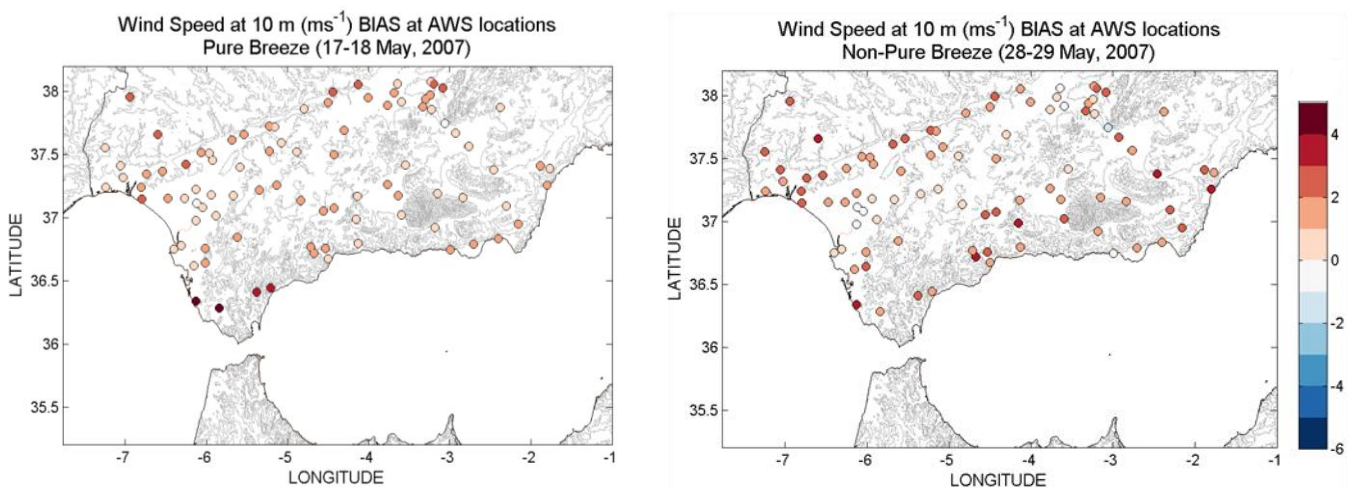 Wind Speed at 10 m (ms⁻¹) BIAS at AWS locations
Pure Breeze (17-18 May, 2007)
LATITUDE
38
37.5
37
36.5
36
35.5
-7 -6 -5 -4 -3 -2 -1
LONGITUDE
Wind Speed at 10 m (ms⁻¹) BIAS at AWS locations
Non-Pure Breeze (28-29 May, 2007)
LATITUDE
38
37.5
37
36.5
36
35.5
-7 -6 -5 -4 -3 -2 -1
LONGITUDE
4
2
0
-2
-4
-6